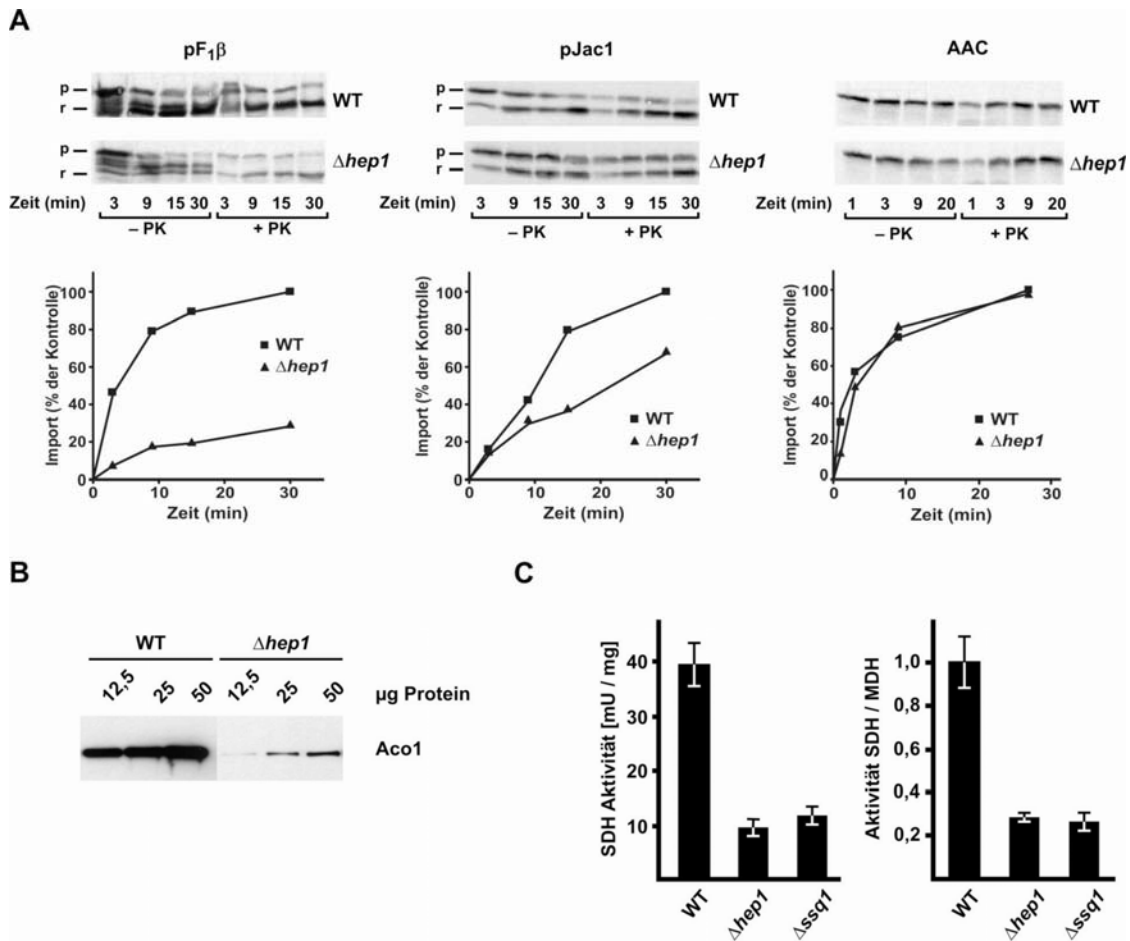 A
pF₁β
p
r
WT
p
r
Δhep1
Zeit (min) 3 9 15 30 3 9 15 30
– PK + PK
Import (% der Kontrolle)
100
80
60
40
20
0
WT
Δhep1
0 10 20 30
Zeit (min)
pJac1
p
r
WT
p
r
Δhep1
Zeit (min) 3 9 15 30 3 9 15 30
– PK + PK
Import (% der Kontrolle)
100
80
60
40
20
0
WT
Δhep1
0 10 20 30
Zeit (min)
AAC
WT
Δhep1
Zeit (min) 1 3 9 20 1 3 9 20
– PK + PK
Import (% der Kontrolle)
100
80
60
40
20
0
WT
Δhep1
0 10 20 30
Zeit (min)
B
WT Δhep1
12,5 25 50 12,5 25 50 µg Protein
Aco1
C
SDH Aktivität [mU / mg]
40
30
20
10
WT Δhep1 Δssq1
Aktivität SDH / MDH
1,0
0,8
0,6
0,4
0,2
WT Δhep1 Δssq1